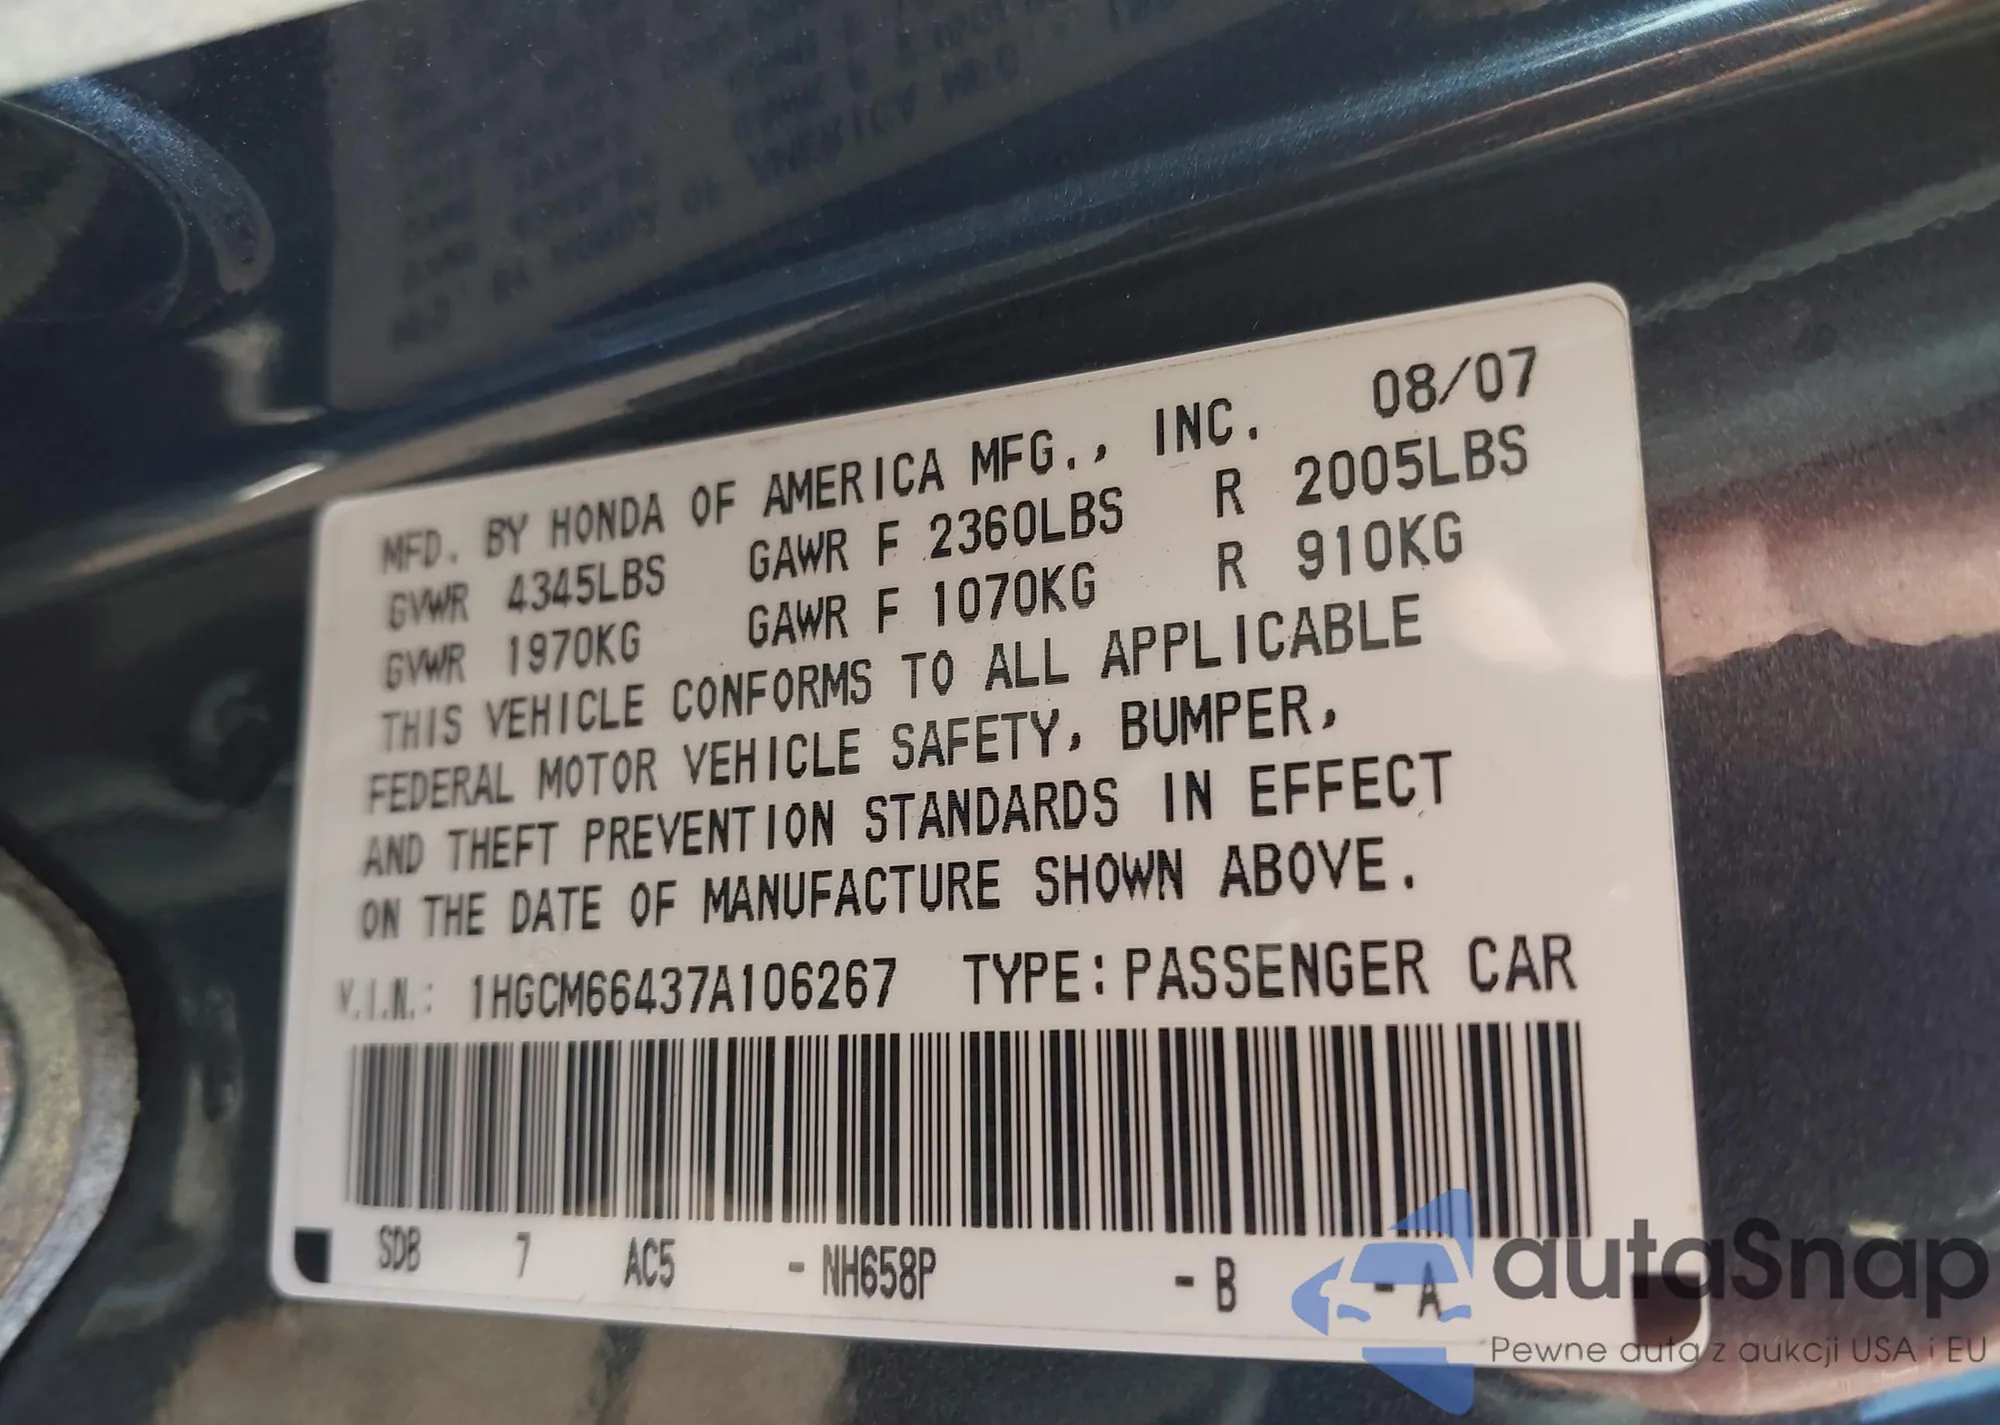 08/07
MFD. BY HONDA OF AMERICA MFG., INC.
GVWR 4345LBS GAWR F 2360LBS R 2005LBS
GVWR 1970KG GAWR F 1070KG R 910KG
THIS VEHICLE CONFORMS TO ALL APPLICABLE
FEDERAL MOTOR VEHICLE SAFETY, BUMPER,
AND THEFT PREVENTION STANDARDS IN EFFECT
ON THE DATE OF MANUFACTURE SHOWN ABOVE.
V.I.N.: 1HGCM66437A106267 TYPE:PASSENGER CAR
SDB 7 AC5 -NH658P -B -A
autaSnap
Pewne auta z aukcji USA i EU